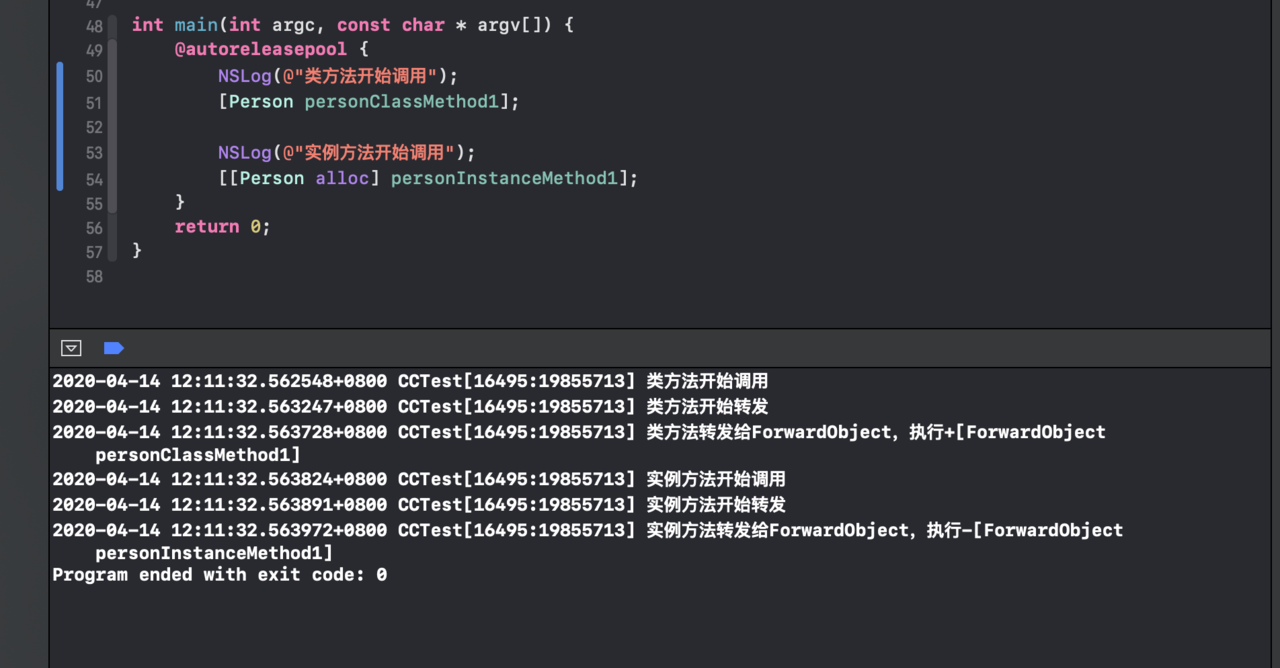 47
48 int main(int argc, const char * argv[]) {
49 @autoreleasepool {
50 NSLog(@"类方法开始调用");
51 [Person personClassMethod1];
52
53 NSLog(@"实例方法开始调用");
54 [[Person alloc] personInstanceMethod1];
55 }
56 return 0;
57 }
58
2020-04-14 12:11:32.562548+0800 CCTest[16495:19855713] 类方法开始调用
2020-04-14 12:11:32.563247+0800 CCTest[16495:19855713] 类方法开始转发
2020-04-14 12:11:32.563728+0800 CCTest[16495:19855713] 类方法转发给ForwardObject，执行+[ForwardObject
personClassMethod1]
2020-04-14 12:11:32.563824+0800 CCTest[16495:19855713] 实例方法开始调用
2020-04-14 12:11:32.563891+0800 CCTest[16495:19855713] 实例方法开始转发
2020-04-14 12:11:32.563972+0800 CCTest[16495:19855713] 实例方法转发给ForwardObject，执行-[ForwardObject
personInstanceMethod1]
Program ended with exit code: 0